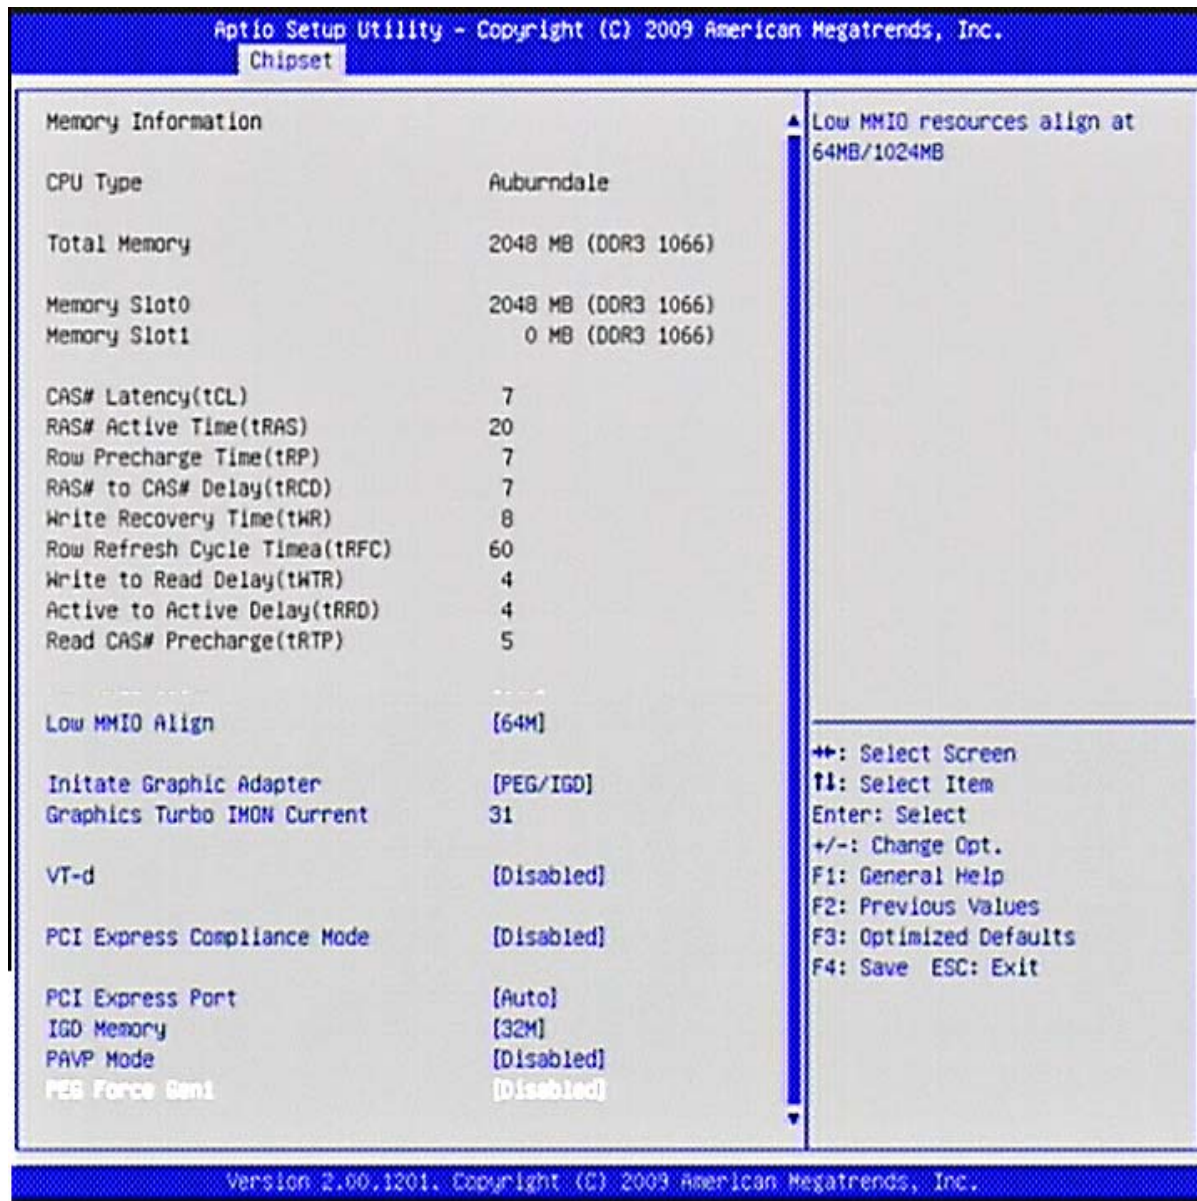 Aptio Setup Utility - Copyright (C) 2009 American Megatrends, Inc.
Chipset
Memory Information
CPU Type Auburndale
Total Memory 2048 MB (DDR3 1066)
Memory Slot0 2048 MB (DDR3 1066)
Memory Slot1 0 MB (DDR3 1066)
CAS# Latency(tCL) 7
RAS# Active Time(tRAS) 20
Row Precharge Time(tRP) 7
RAS# to CAS# Delay(tRCD) 7
Write Recovery Time(tWR) 8
Row Refresh Cycle Timea(tRFC) 60
Write to Read Delay(tWTR) 4
Active to Active Delay(tRRD) 4
Read CAS# Precharge(tRTP) 5
Low MMIO Align [64M]
Initate Graphic Adapter [PEG/IGD]
Graphics Turbo IMON Current 31
VT-d [Disabled]
PCI Express Compliance Mode [Disabled]
PCI Express Port [Auto]
IGD Memory [32M]
PAVP Mode [Disabled]
PEG Force Gen1 [Disabled]
Low MMIO resources align at
64MB/1024MB
→←: Select Screen
↑↓: Select Item
Enter: Select
+/-: Change Opt.
F1: General Help
F2: Previous Values
F3: Optimized Defaults
F4: Save ESC: Exit
Version 2.00.1201. Copyright (C) 2009 American Megatrends, Inc.